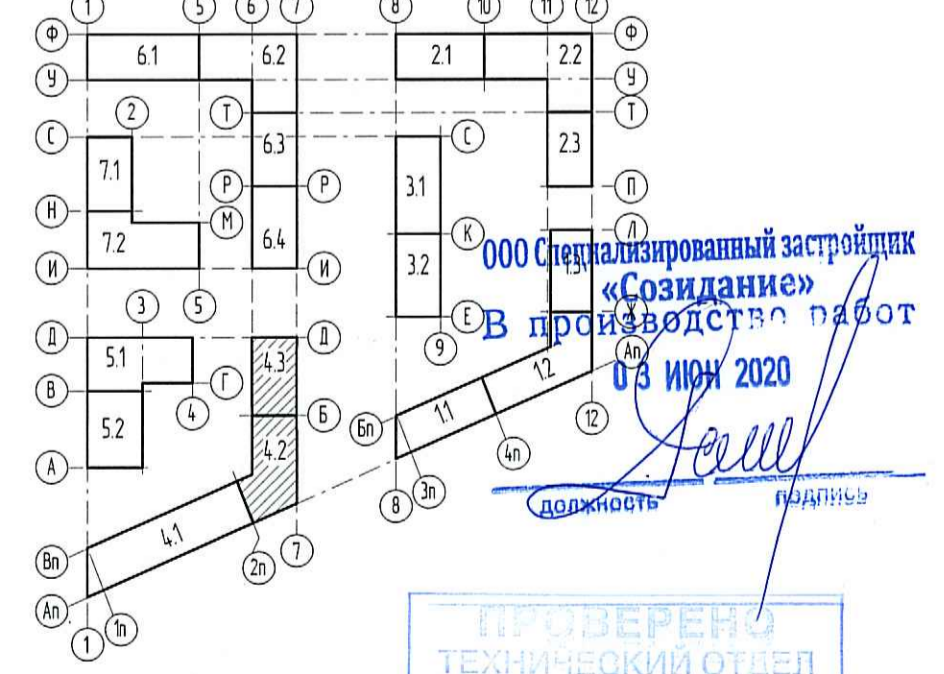 1 5 6 7 8 10 11 12
Ф 6.1 6.2 2.1 2.2 Ф
У У
2 Т Т
С 7.1 6.3 С 2.3
Р Р 3.1 П
Н М К Л
7.2 6.4 3.2 1.3
И И
3 5 Е Ж
Д 5.1 4.3 Д 9 Ап
В Г 1.2
5.2 4 Б Бп 1.1 12
А 4.2 4п
8 3п
4.1
Вп 2п 7
Ап 1п
1
ООО Специализированный застройщик
«Созидание»
В производство работ
03 ИЮН 2020
должность подпись
ПРОВЕРЕНО
ТЕХНИЧЕСКИЙ ОТДЕЛ